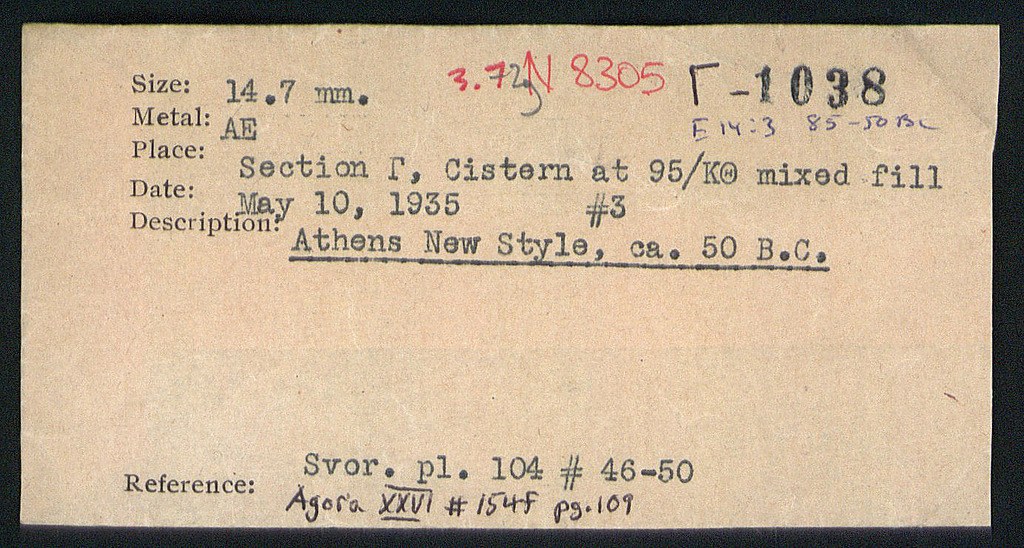 Size: 14.7 mm. 3.72g N 8305 Γ-1038
Metal: AE E 14:3 85-50 BC
Place: Section Γ, Cistern at 95/ΚΘ mixed fill
Date: May 10, 1935 #3
Description: Athens New Style, ca. 50 B.C.
Reference: Svor. pl. 104 # 46-50
Agora XXVI # 154f pg. 109